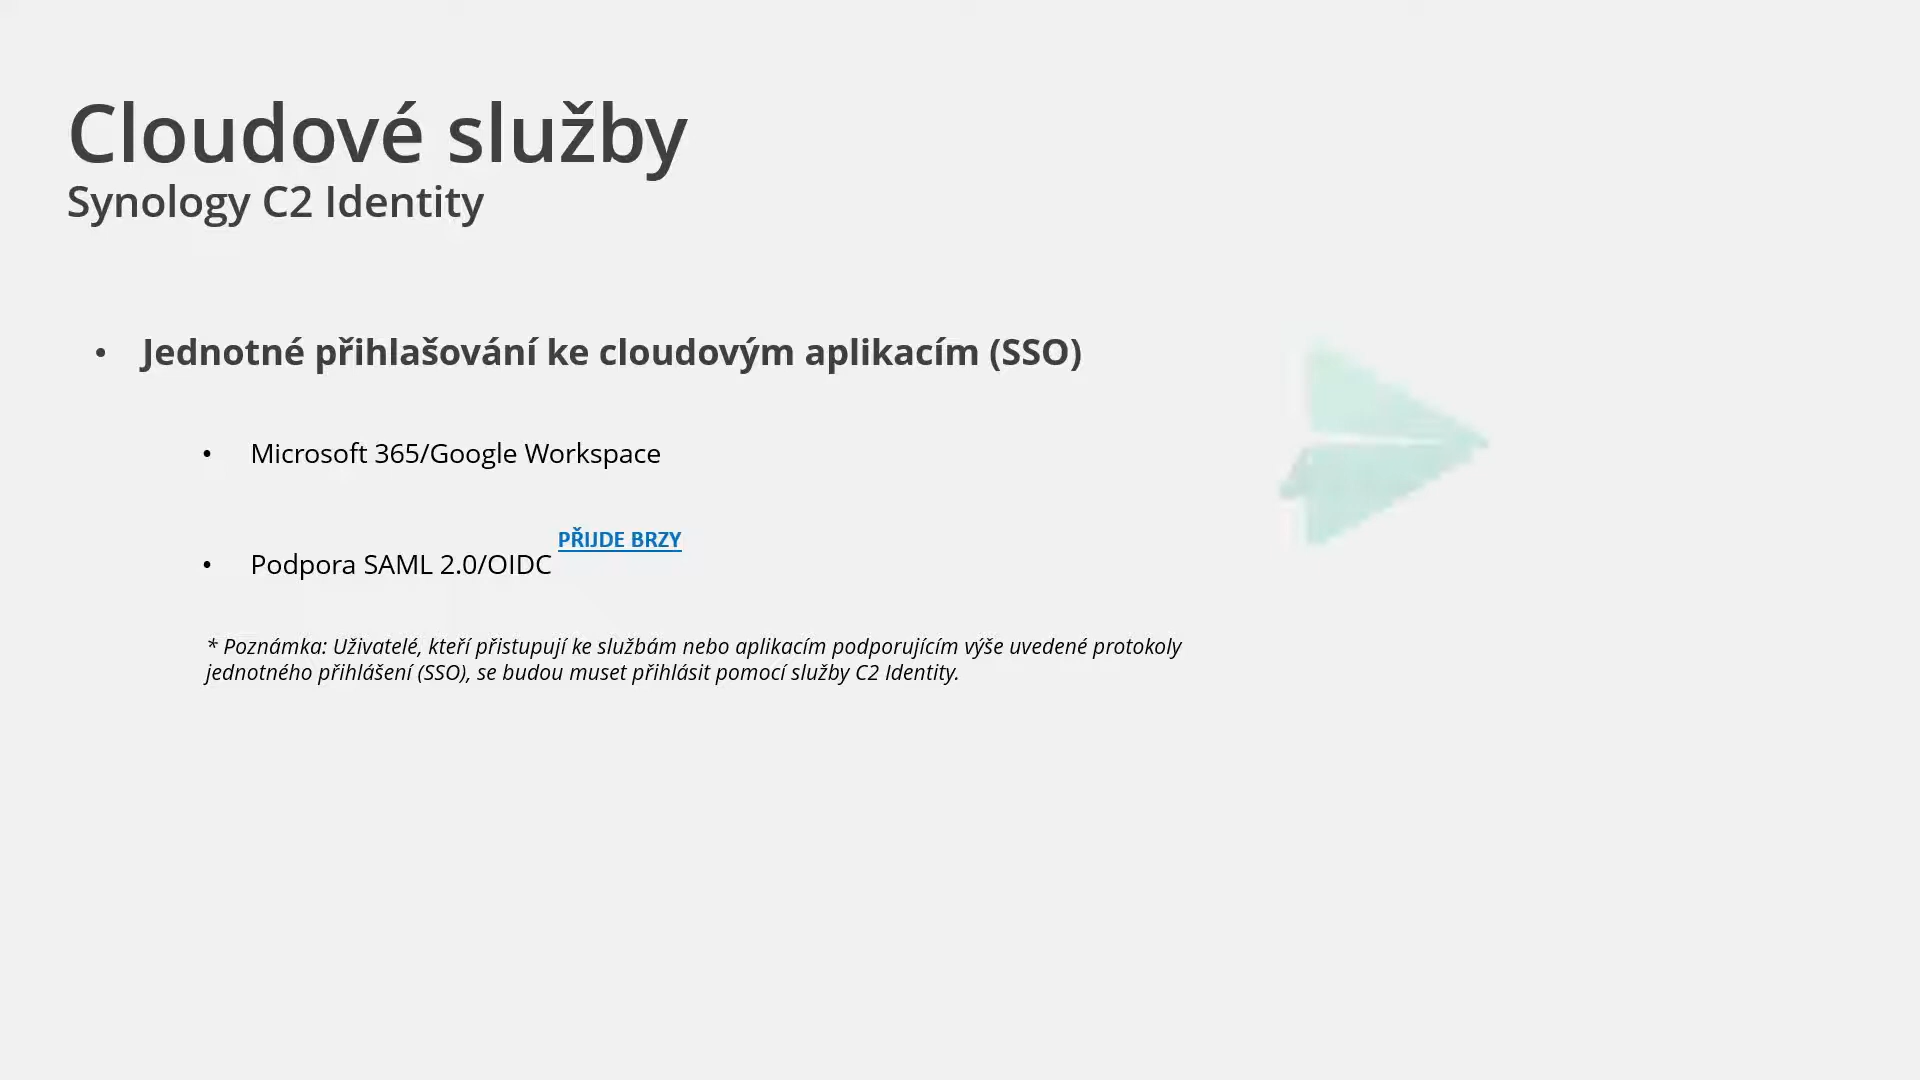 Cloudové služby
Synology C2 Identity
• Jednotné přihlašování ke cloudovým aplikacím (SSO)
• Microsoft 365/Google Workspace
PŘIJDE BRZY
• Podpora SAML 2.0/OIDC
* Poznámka: Uživatelé, kteří přistupují ke službám nebo aplikacím podporujícím výše uvedené protokoly
jednotného přihlášení (SSO), se budou muset přihlásit pomocí služby C2 Identity.